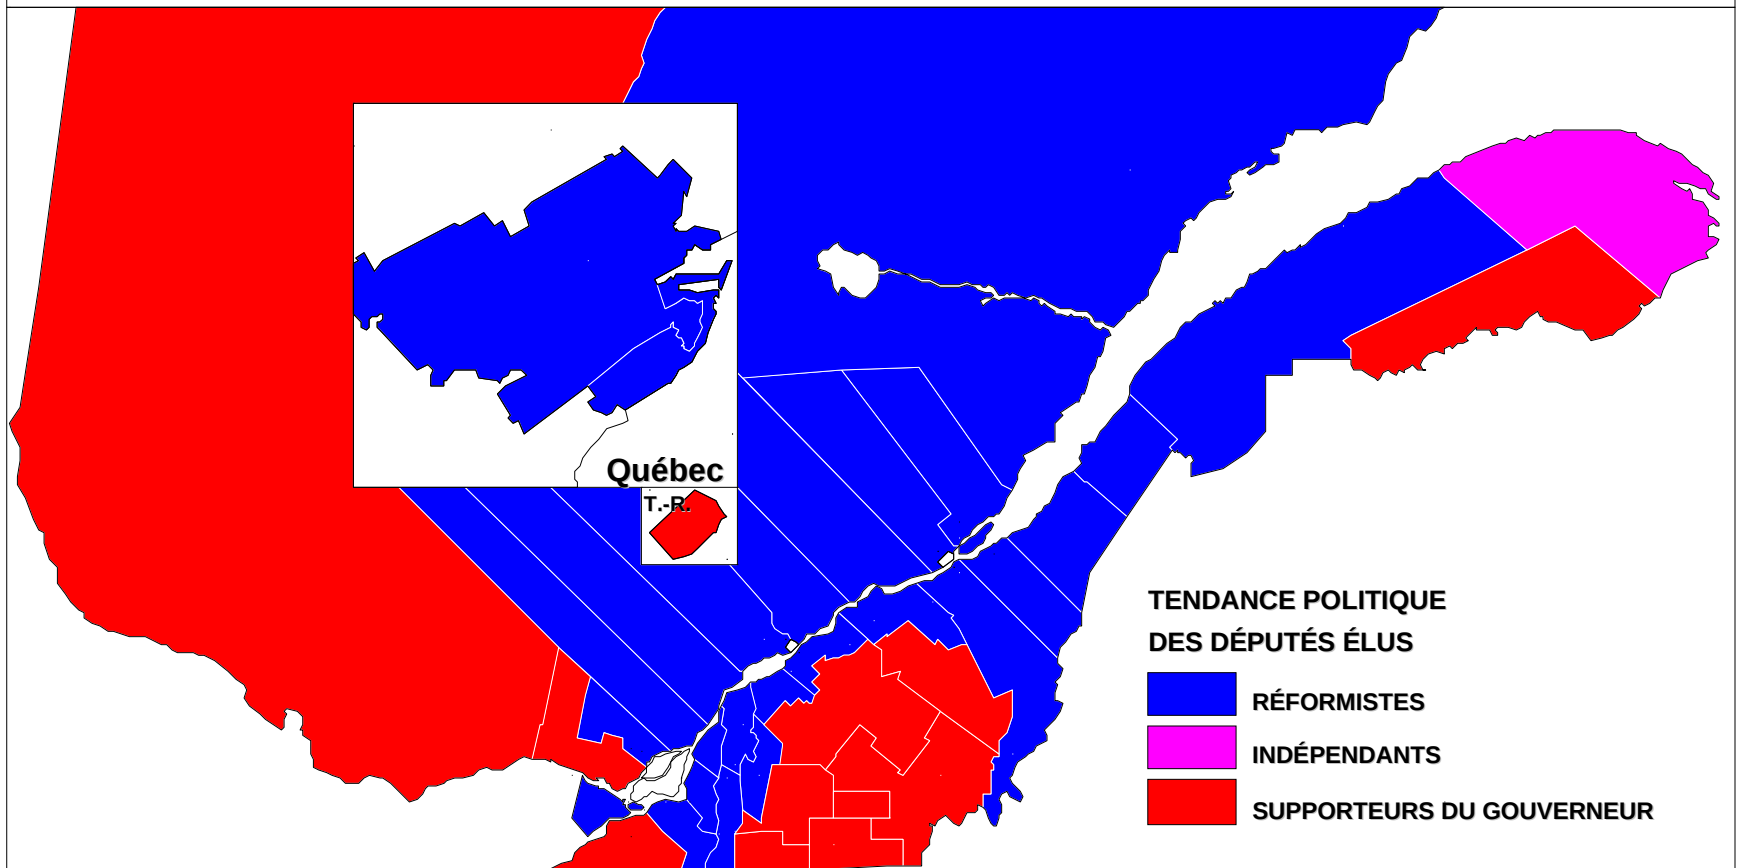 Québec
T.-R.
TENDANCE POLITIQUE
DES DÉPUTÉS ÉLUS
RÉFORMISTES
INDÉPENDANTS
SUPPORTEURS DU GOUVERNEUR